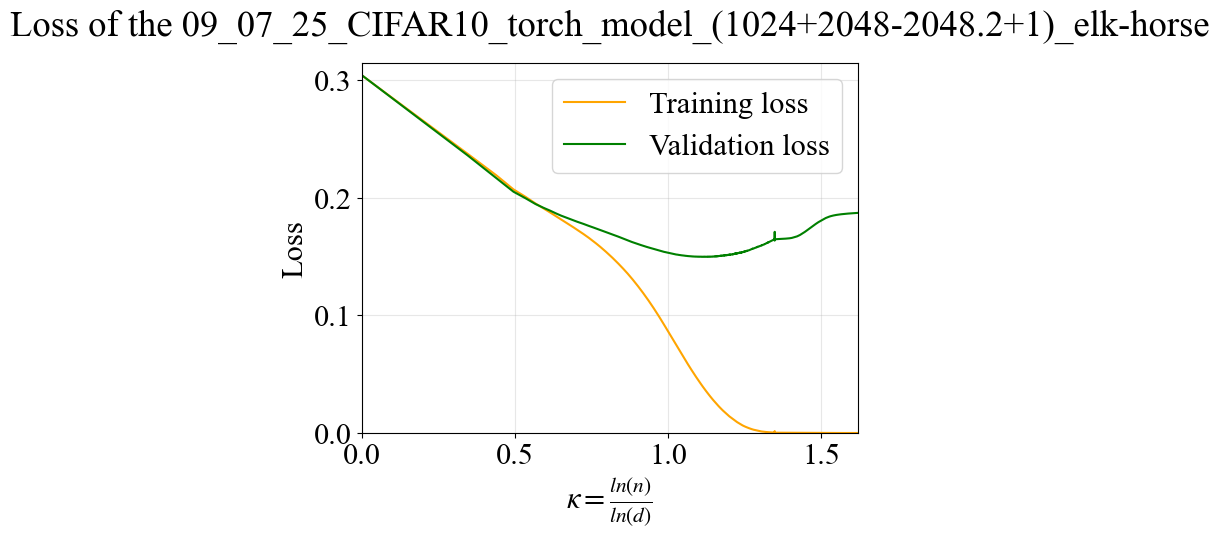 Loss of the 09_07_25_CIFAR10_torch_model_(1024+2048-2048.2+1)_elk-horse
0.3
Training loss
Validation loss
0.2
Loss
0.1
0.0
0.0 0.5 1.0 1.5
κ = ln(n)/ln(d)